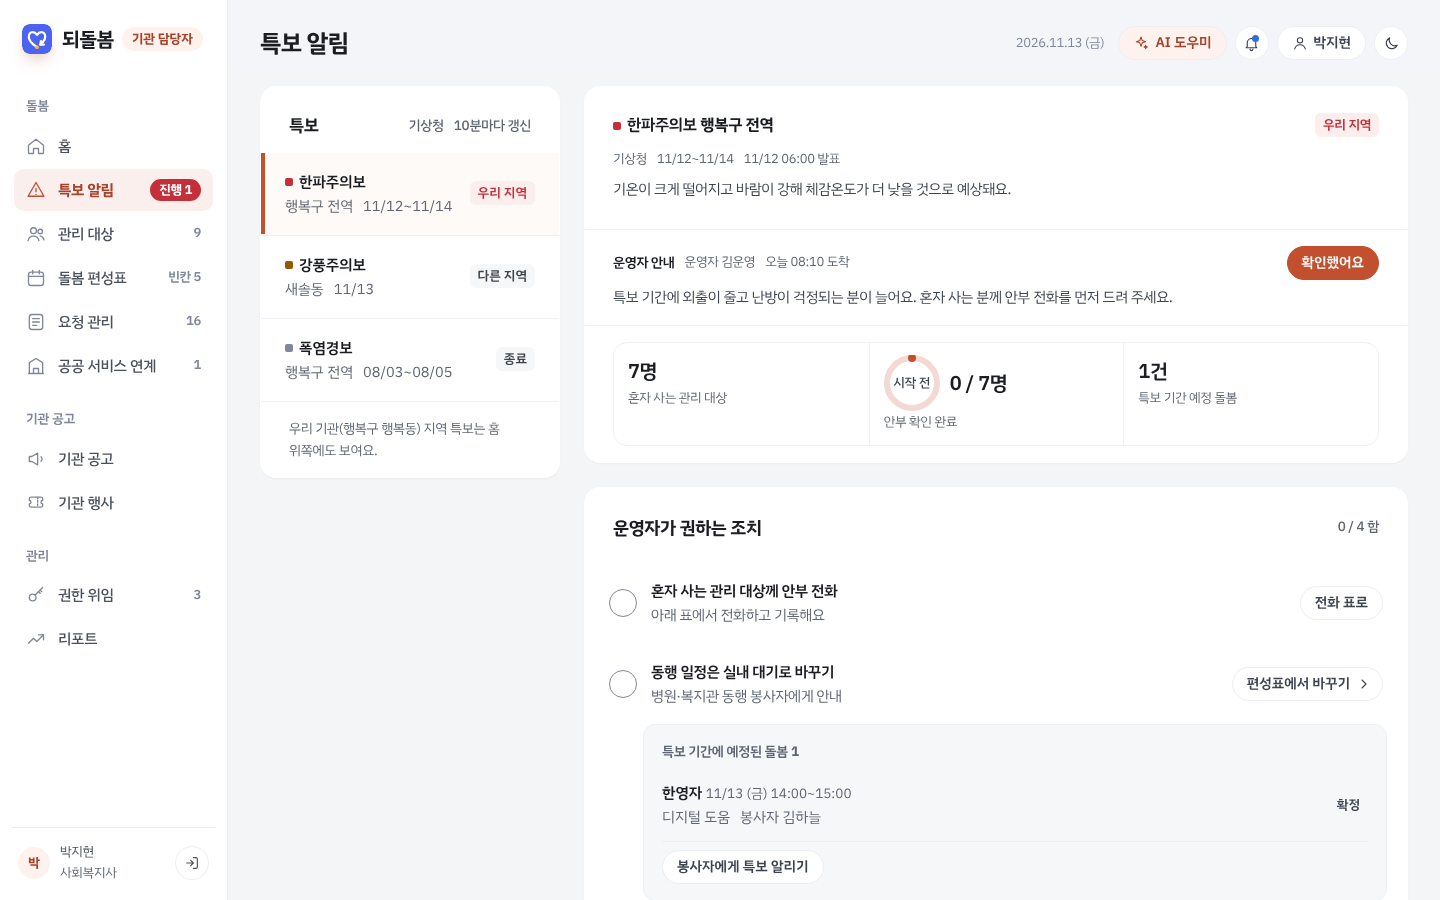 되돌봄 기관 담당자
돌봄
홈
특보 알림 진행 1
관리 대상 9
돌봄 편성표 빈칸 5
요청 관리 16
공공 서비스 연계 1
기관 공고
기관 공고
기관 행사
관리
권한 위임 3
리포트
박 박지현
사회복지사
특보 알림
2026.11.13 (금) AI 도우미 박지현
특보 기상청 10분마다 갱신
한파주의보
행복구 전역 11/12~11/14
우리 지역
강풍주의보
새솔동 11/13
다른 지역
폭염경보
행복구 전역 08/03~08/05
종료
우리 기관(행복구 행복동) 지역 특보는 홈
위쪽에도 보여요.
한파주의보 행복구 전역 우리 지역
기상청 11/12~11/14 11/12 06:00 발표
기온이 크게 떨어지고 바람이 강해 체감온도가 더 낮을 것으로 예상돼요.
운영자 안내 운영자 김운영 오늘 08:10 도착 확인했어요
특보 기간에 외출이 줄고 난방이 걱정되는 분이 늘어요. 혼자 사는 분께 안부 전화를 먼저 드려 주세요.
7명
혼자 사는 관리 대상
시작 전 0 / 7명
안부 확인 완료
1건
특보 기간 예정 돌봄
운영자가 권하는 조치 0 / 4 함
혼자 사는 관리 대상께 안부 전화
아래 표에서 전화하고 기록해요
전화 표로
동행 일정은 실내 대기로 바꾸기
병원·복지관 동행 봉사자에게 안내
편성표에서 바꾸기
특보 기간에 예정된 돌봄 1
한영자 11/13 (금) 14:00~15:00
디지털 도움 봉사자 김하늘
확정
봉사자에게 특보 알리기